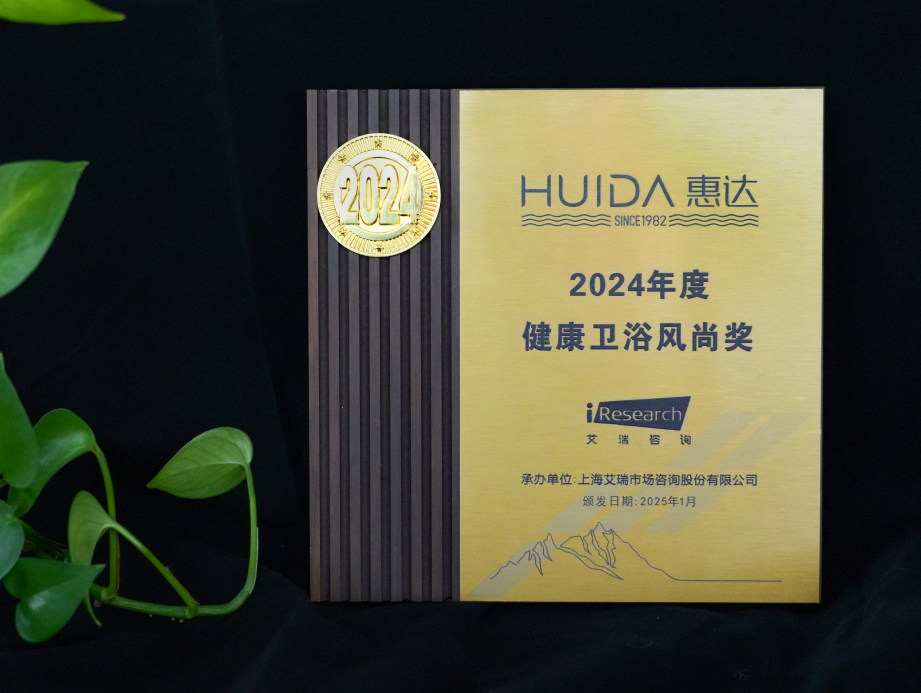 2024
HUIDA 惠达
SINCE1982
2024年度
健康卫浴风尚奖
iResearch
艾瑞咨询
承办单位:上海艾瑞市场咨询股份有限公司
颁发日期:2025年1月